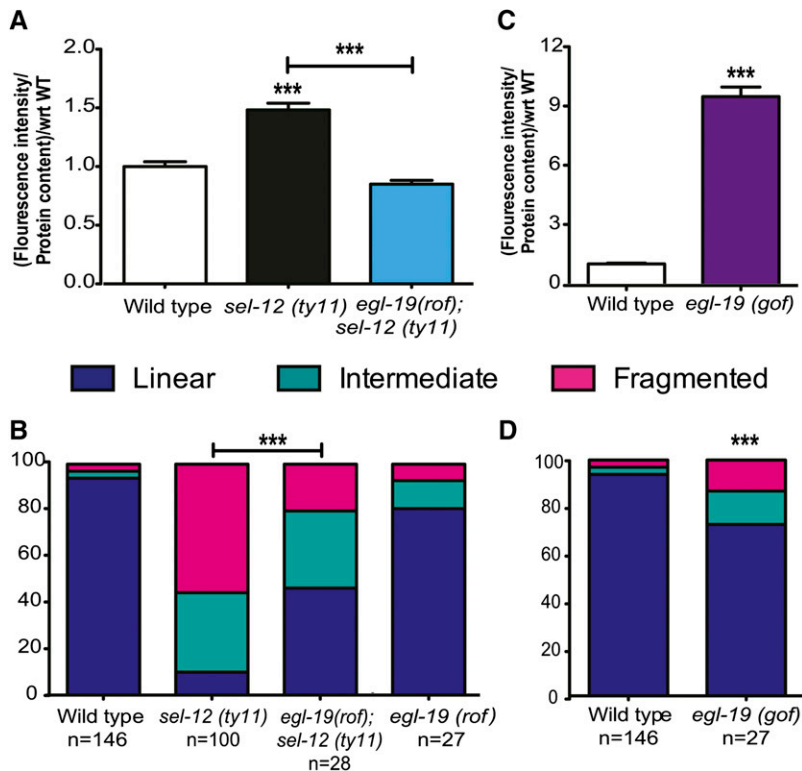 A
(Flourescence intensity/
Protein content)/wrt WT
2.0
1.5
1.0
0.5
0.0
***
***
Wild type
sel-12 (ty11)
egl-19(rof);
sel-12 (ty11)
C
(Flourescence intensity/
Protein content)/wrt WT
12
9
6
3
0
***
Wild type
egl-19 (gof)
Linear
Intermediate
Fragmented
B
100
80
60
40
20
0
***
Wild type
n=146
sel-12 (ty11)
n=100
egl-19(rof);
sel-12 (ty11)
n=28
egl-19 (rof)
n=27
D
100
80
60
40
20
0
***
Wild type
n=146
egl-19 (gof)
n=27